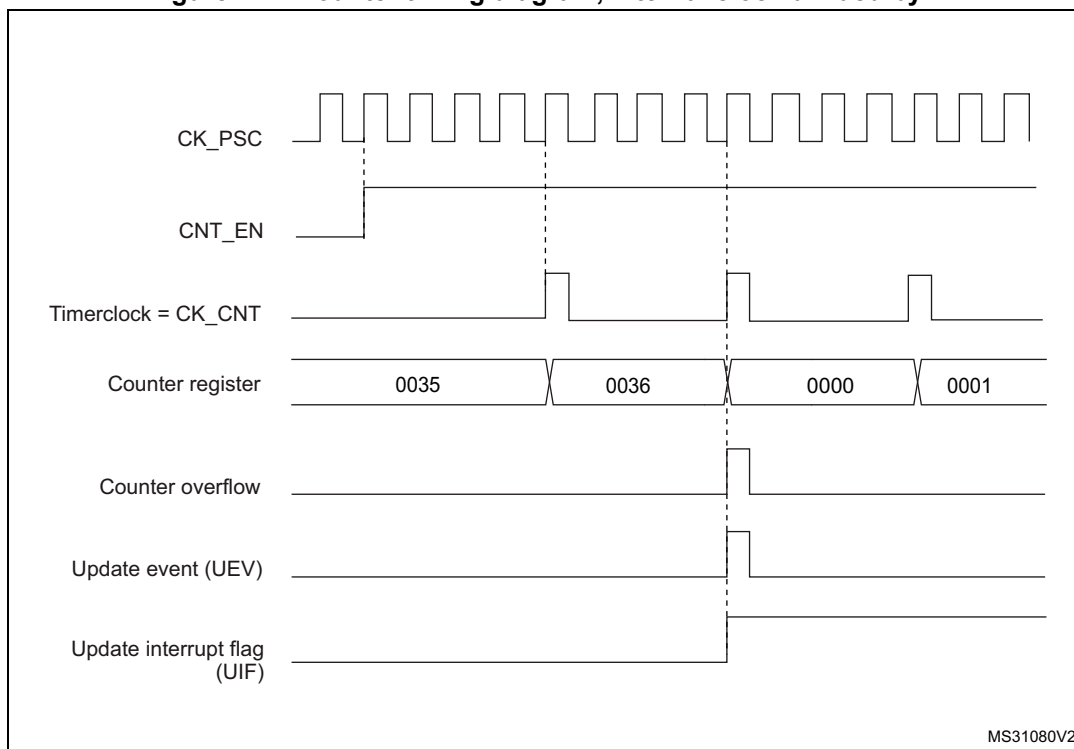 CK_PSC
CNT_EN
Timerclock = CK_CNT
Counter register
0035
0036
0000
0001
Counter overflow
Update event (UEV)
Update interrupt flag
(UIF)
MS31080V2